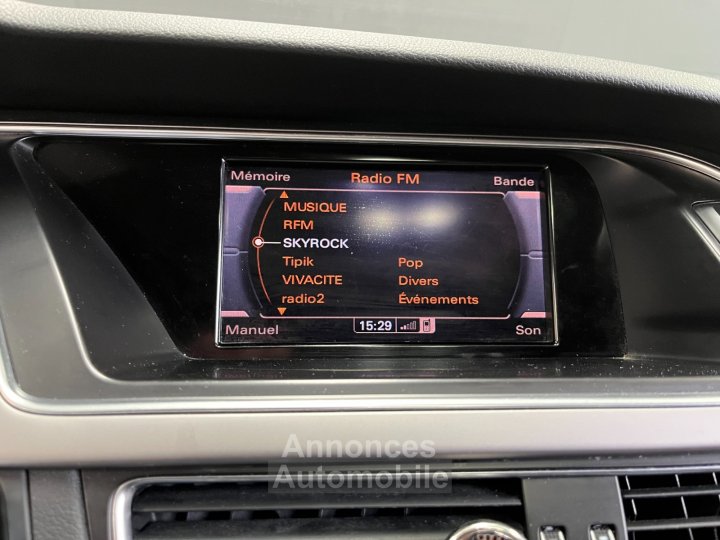 Mémoire Radio FM Bande
MUSIQUE
RFM
SKYROCK
Tipik Pop
VIVACITE Divers
radio2 Événements
Manuel 15:29 Son
Annonces
Automobile